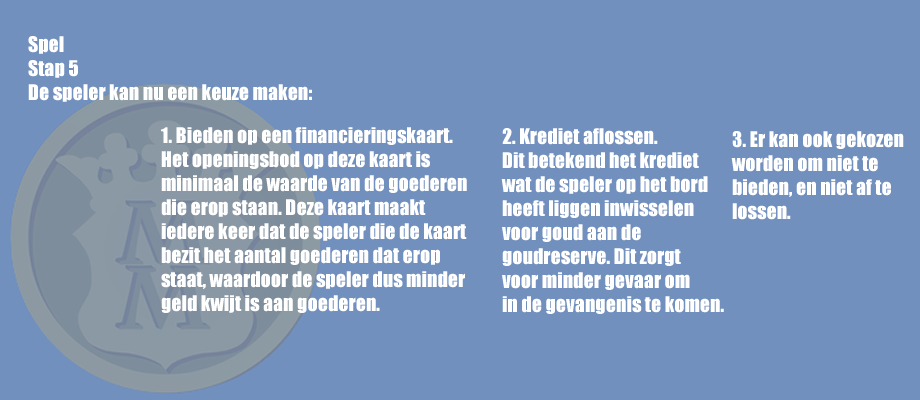 Spel
Stap 5
De speler kan nu een keuze maken:
1. Bieden op een financieringskaart.
Het openingsbod op deze kaart is
minimaal de waarde van de goederen
die erop staan. Deze kaart maakt
iedere keer dat de speler die de kaart
bezit het aantal goederen dat erop
staat, waardoor de speler dus minder
geld kwijt is aan goederen.
2. Krediet aflossen.
Dit betekend het krediet
wat de speler op het bord
heeft liggen inwisselen
voor goud aan de
goudreserve. Dit zorgt
voor minder gevaar om
in de gevangenis te komen.
3. Er kan ook gekozen
worden om niet te
bieden, en niet af te
lossen.
M
M